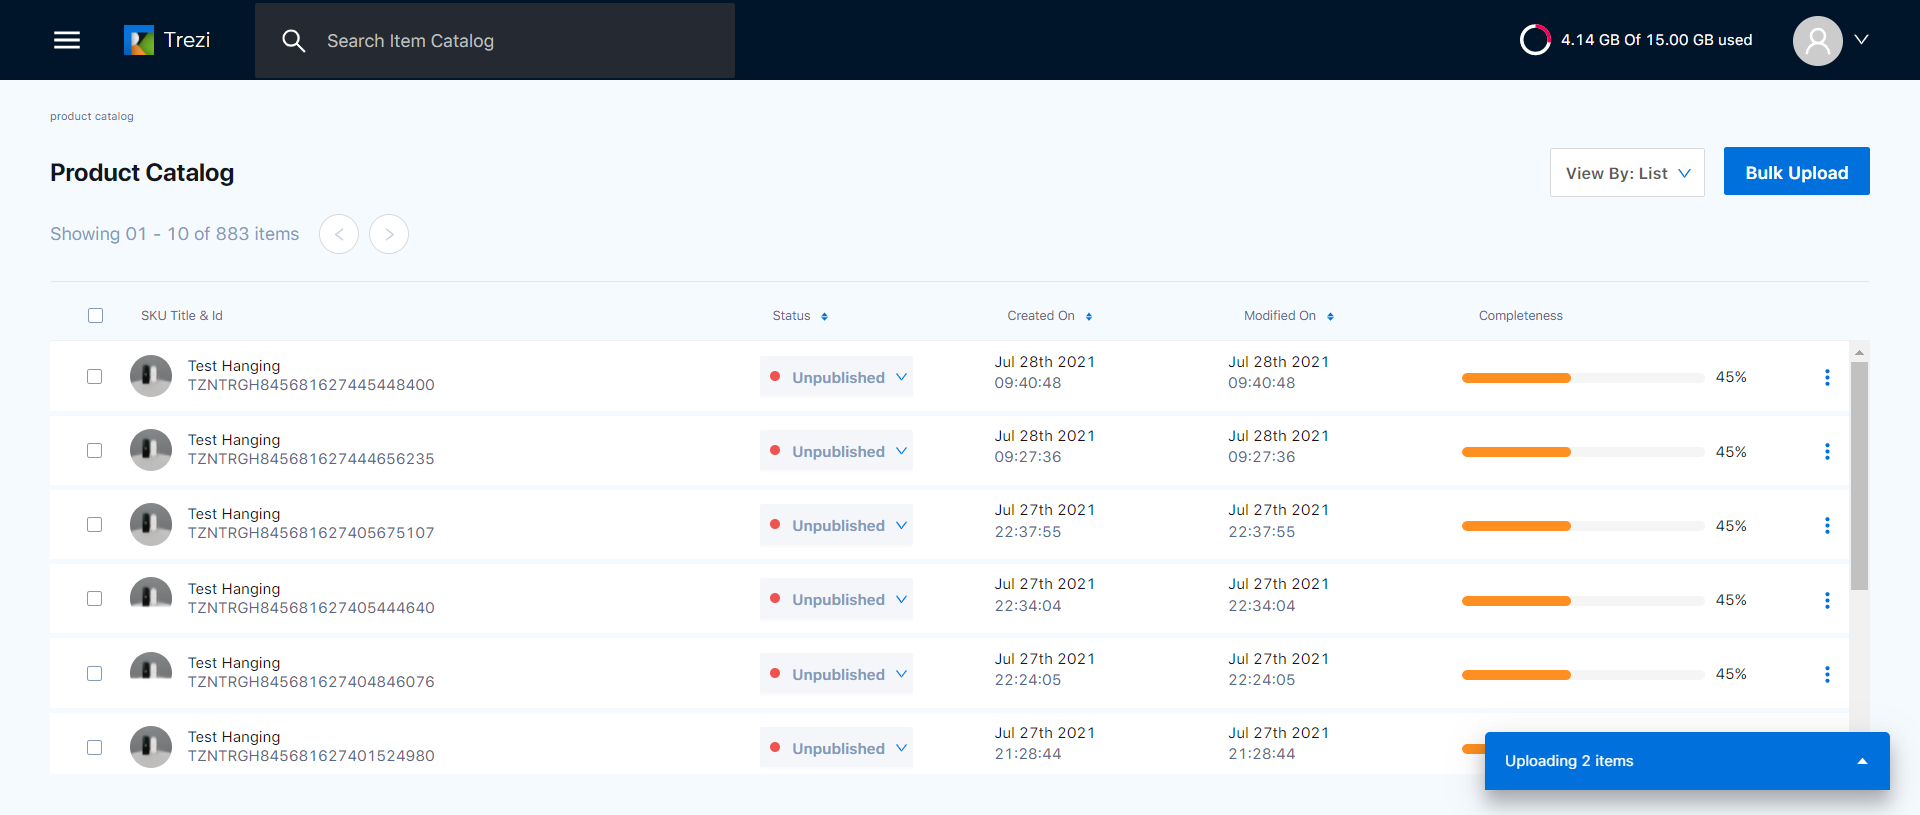 Trezi
Search Item Catalog
4.14 GB Of 15.00 GB used
product catalog
Product Catalog
View By: List
Bulk Upload
Showing 01 - 10 of 883 items
SKU Title & Id
Status
Created On
Modified On
Completeness
Test Hanging
TZNTRGH845681627445448400
Unpublished
Jul 28th 2021
09:40:48
Jul 28th 2021
09:40:48
45%
Test Hanging
TZNTRGH845681627444656235
Unpublished
Jul 28th 2021
09:27:36
Jul 28th 2021
09:27:36
45%
Test Hanging
TZNTRGH845681627405675107
Unpublished
Jul 27th 2021
22:37:55
Jul 27th 2021
22:37:55
45%
Test Hanging
TZNTRGH845681627405444640
Unpublished
Jul 27th 2021
22:34:04
Jul 27th 2021
22:34:04
45%
Test Hanging
TZNTRGH845681627404846076
Unpublished
Jul 27th 2021
22:24:05
Jul 27th 2021
22:24:05
45%
Test Hanging
TZNTRGH845681627401524980
Unpublished
Jul 27th 2021
21:28:44
Jul 27th 2021
21:28:44
Uploading 2 items